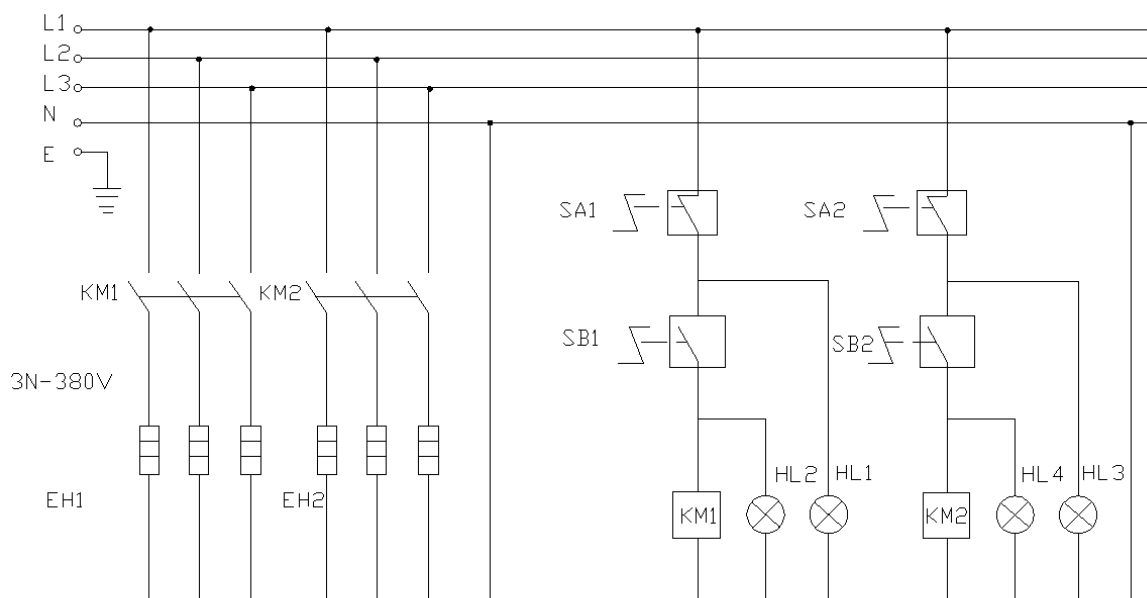 L1
L2
L3
N
E
SA1
SA2
KM1
KM2
SB1
SB2
3N-380V
HL2
HL1
HL4
HL3
EH1
EH2
KM1
KM2